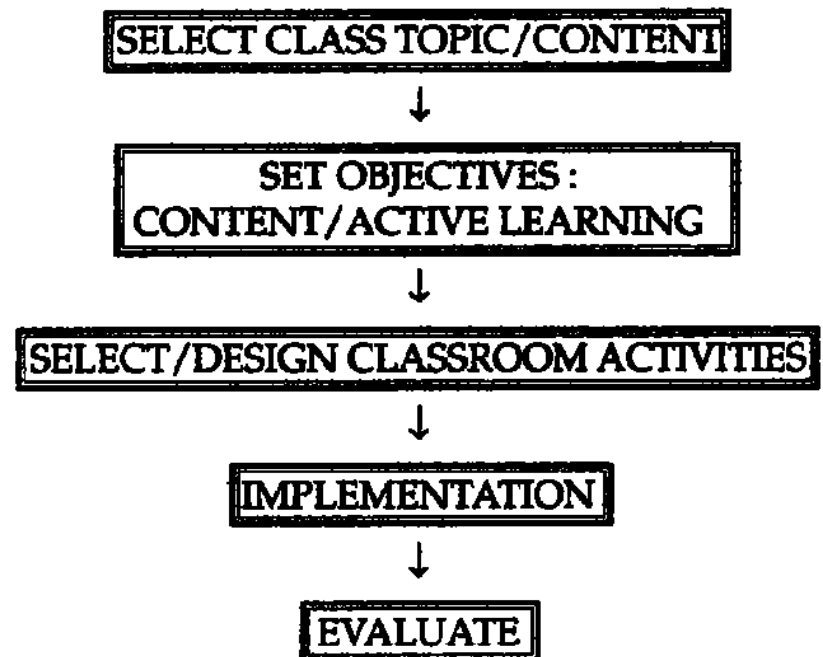 SELECT CLASS TOPIC/CONTENT
↓
SET OBJECTIVES :
CONTENT/ACTIVE LEARNING
↓
SELECT/DESIGN CLASSROOM ACTIVITIES
↓
IMPLEMENTATION
↓
EVALUATE